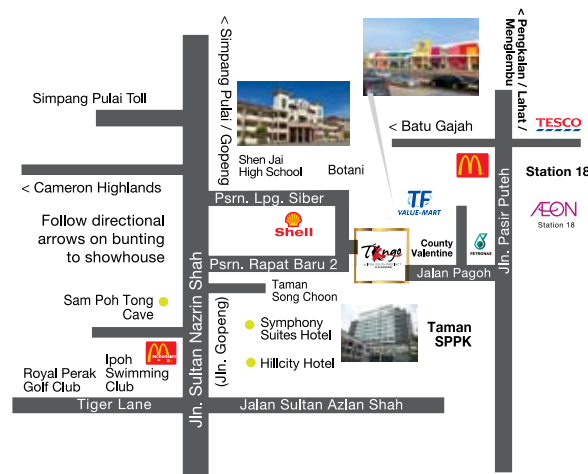 < Simpang Pulai / Gopeng
< Pengkalan / Lahat /
Menglembu
Simpang Pulai Toll
< Batu Gajah
TESCO
Shen Jai
High School
Botani
M
Station 18
< Cameron Highlands
Psrn. Lpg. Siber
TF
VALUE-MART
AEON
Station 18
Follow directional
arrows on bunting
to showhouse
Shell
Tango
County
Valentine
PETRONAS
Psrn. Rapat Baru 2
Jalan Pagoh
Jln. Pasir Puteh
Taman
Song Choon
Sam Poh Tong
Cave
Jln. Sultan Nazrin Shah
(Jln. Gopeng)
Symphony
Suites Hotel
Taman
SPPK
McDonald's
Hillcity Hotel
Royal Perak
Golf Club
Ipoh
Swimming
Club
Tiger Lane
Jalan Sultan Azlan Shah